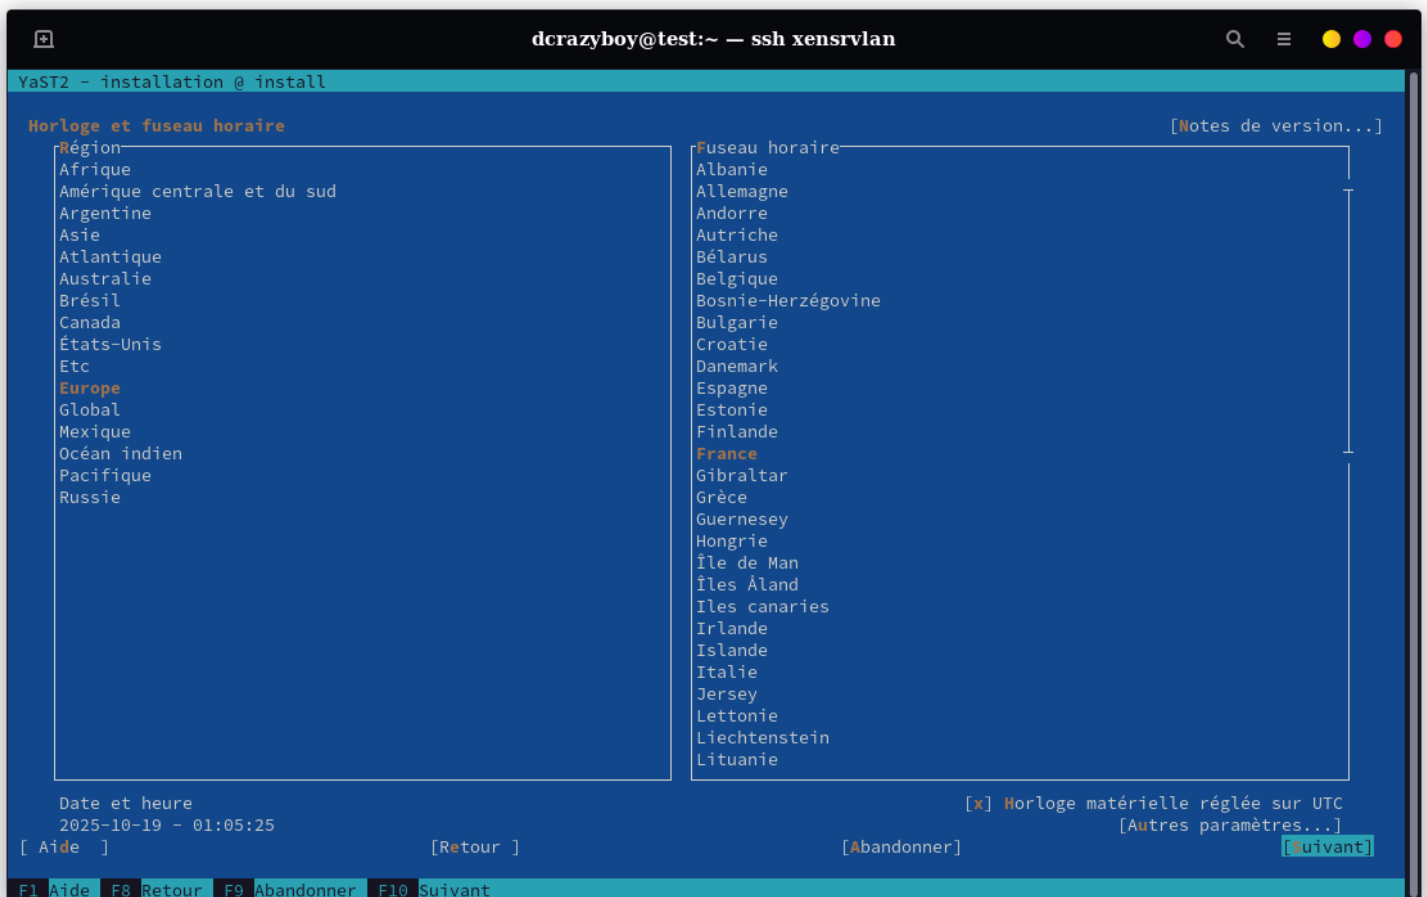 dcrazyboy@test:~ — ssh xensrvlan
YaST2 - installation @ install
Horloge et fuseau horaire [Notes de version...]
Région
Afrique
Amérique centrale et du sud
Argentine
Asie
Atlantique
Australie
Brésil
Canada
États-Unis
Etc
Europe
Global
Mexique
Océan indien
Pacifique
Russie
Fuseau horaire
Albanie
Allemagne
Andorre
Autriche
Bélarus
Belgique
Bosnie-Herzégovine
Bulgarie
Croatie
Danemark
Espagne
Estonie
Finlande
France
Gibraltar
Grèce
Guernesey
Hongrie
Île de Man
Îles Åland
Iles canaries
Irlande
Islande
Italie
Jersey
Lettonie
Liechtenstein
Lituanie
Date et heure [x] Horloge matérielle réglée sur UTC
2025-10-19 - 01:05:25 [Autres paramètres...]
[ Aide ] [Retour ] [Abandonner] [Suivant]
F1 Aide F8 Retour F9 Abandonner F10 Suivant